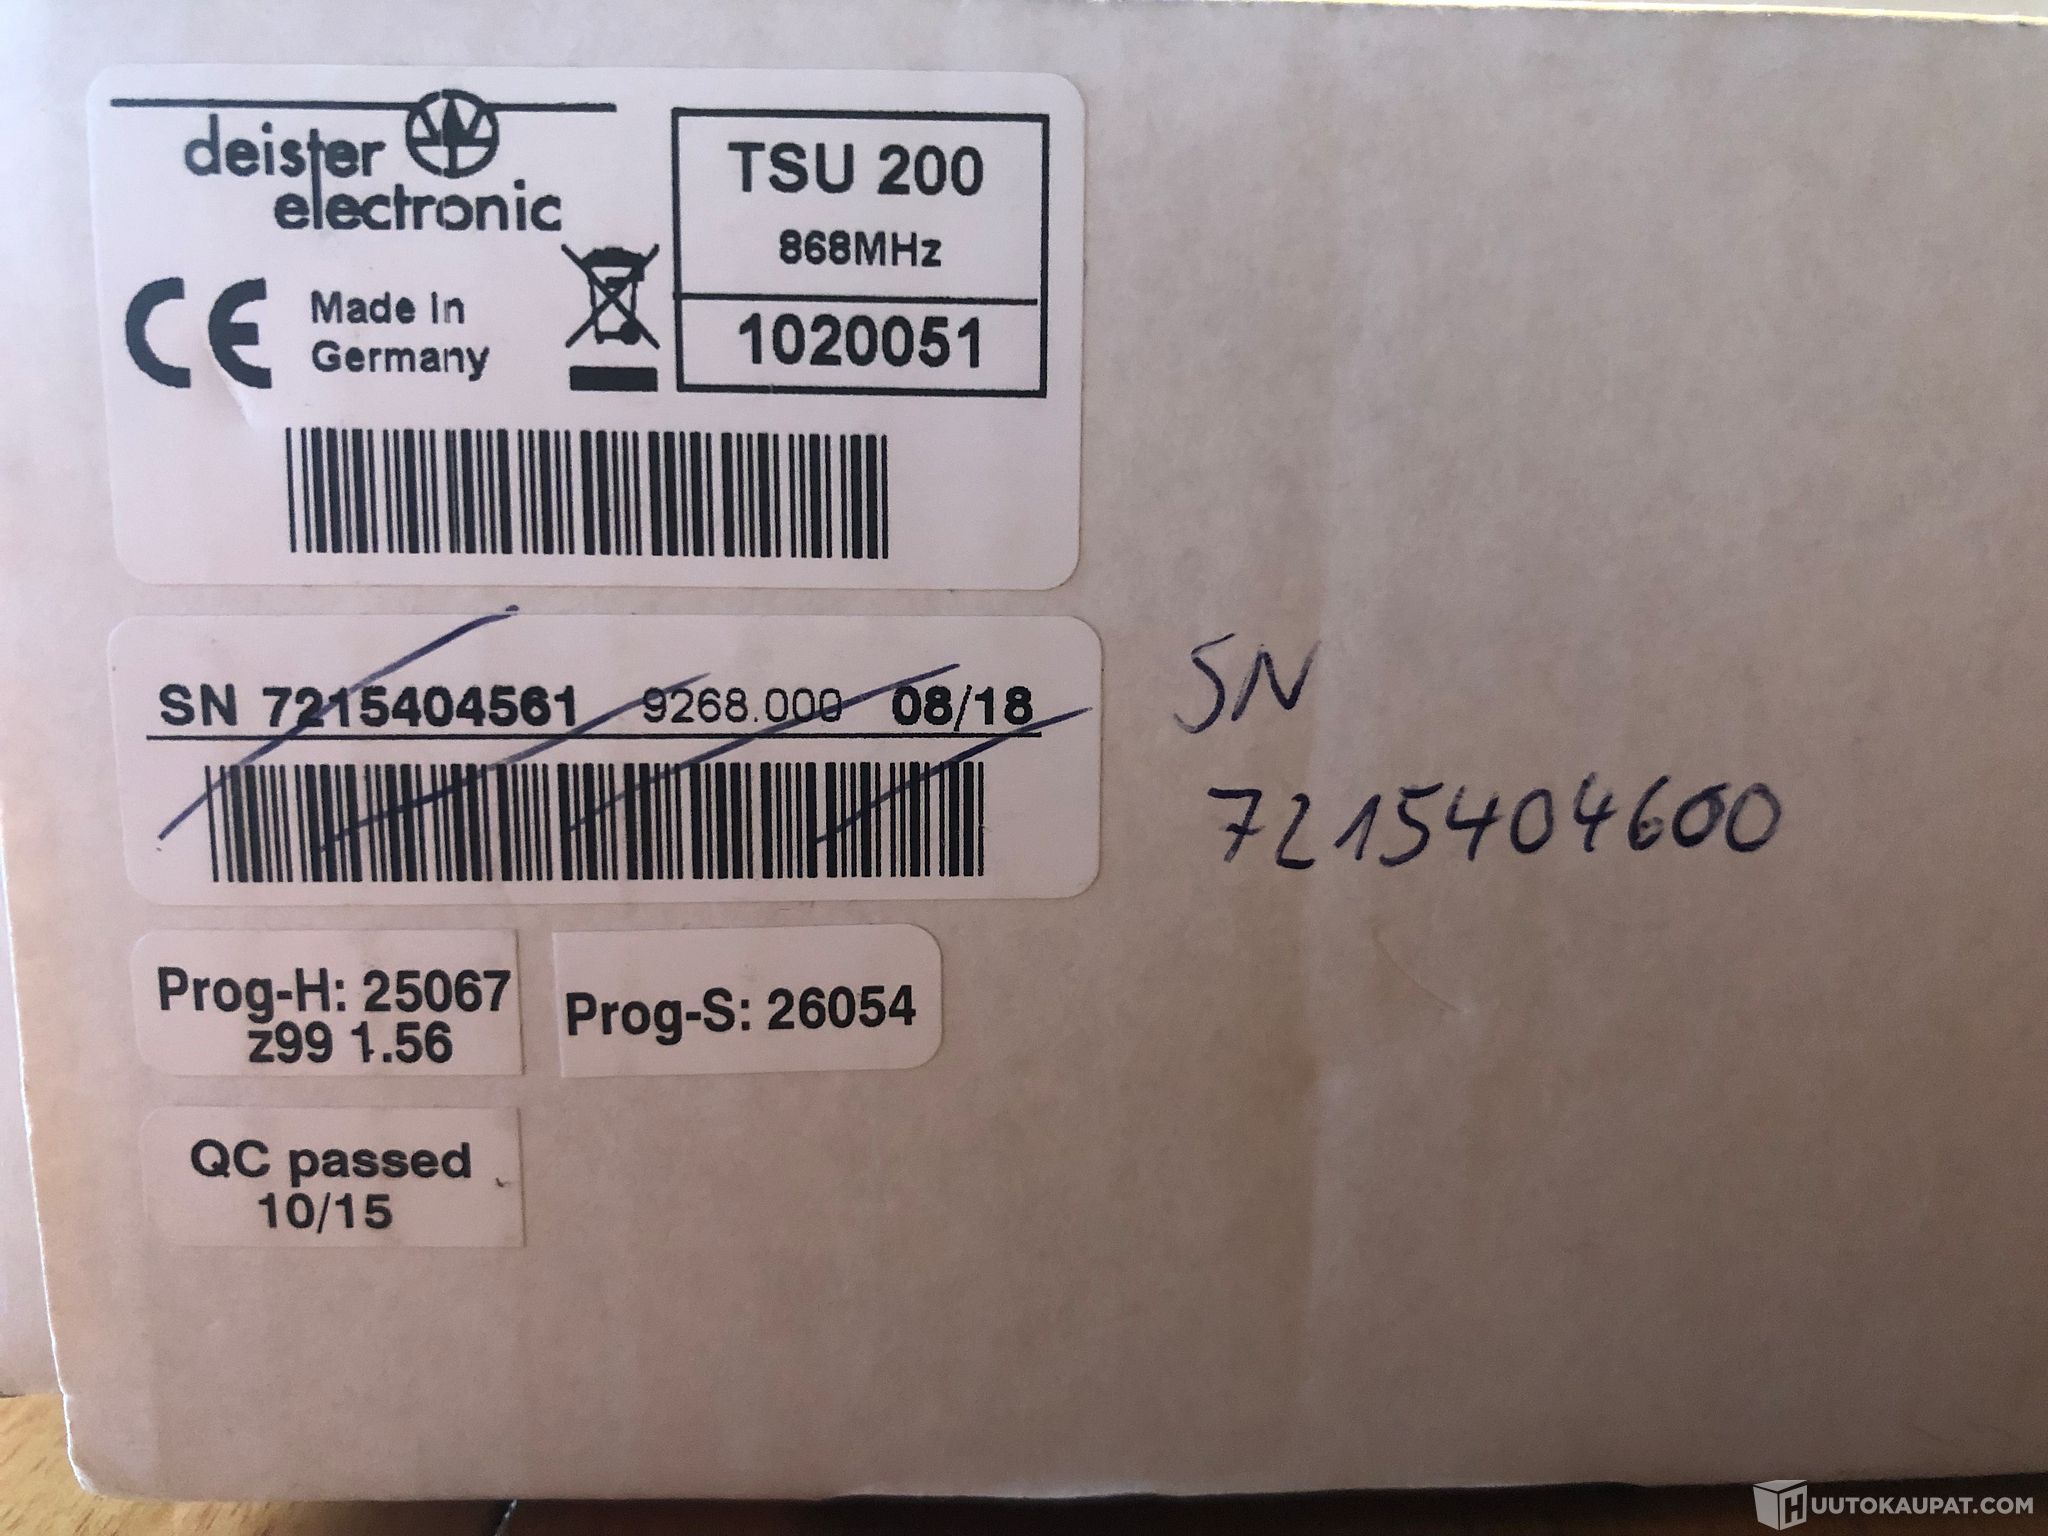 deister
electronic
TSU 200
868MHz
1020051
CE
Made In
Germany
SN 7215404561 9268.000 08/18
SN
7215404600
Prog-H: 25067
z99 1.56
Prog-S: 26054
QC passed
10/15
HUUTOKAUPAT.COM